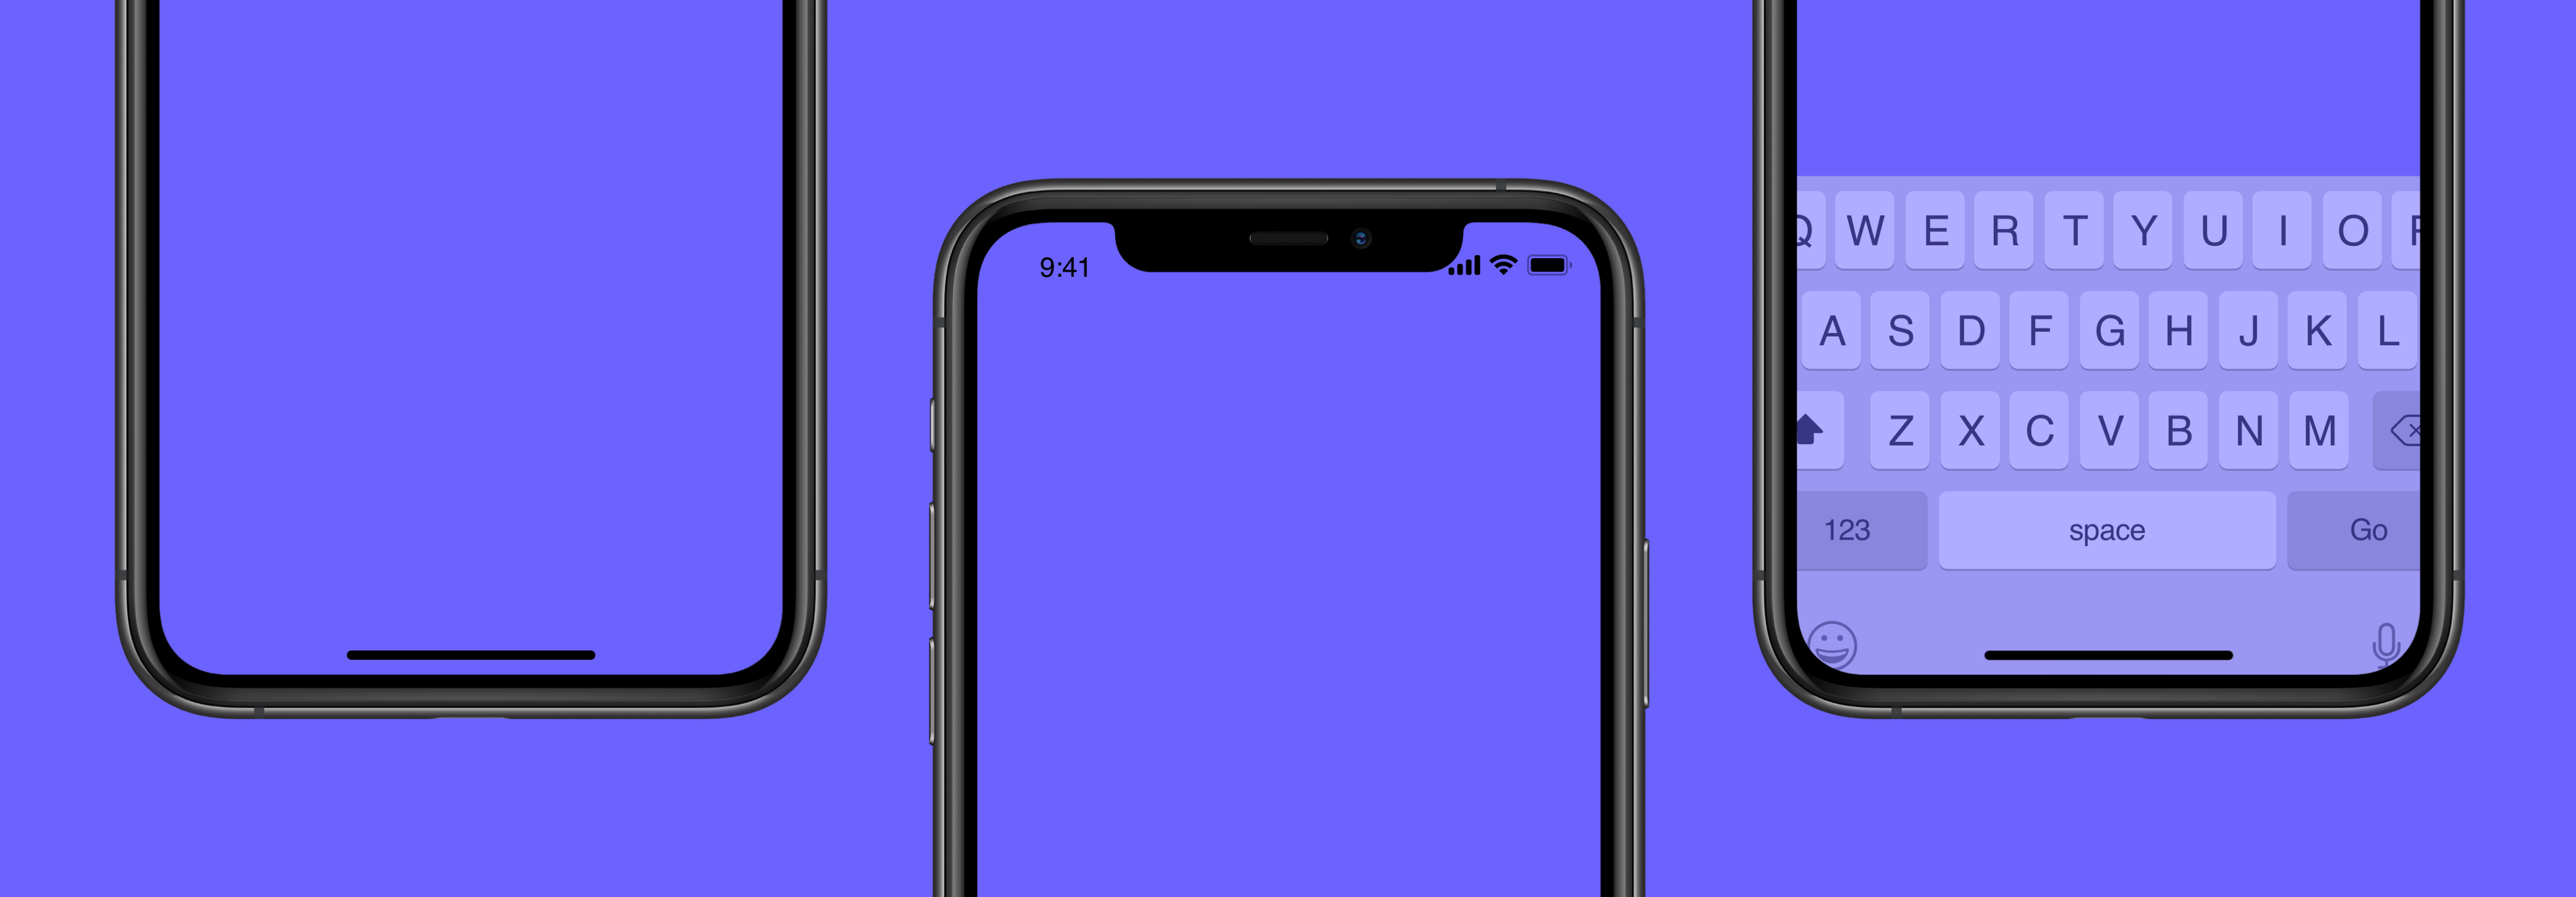 9:41
Q W E R T Y U I O P
A S D F G H J K L
Z X C V B N M
123 space Go